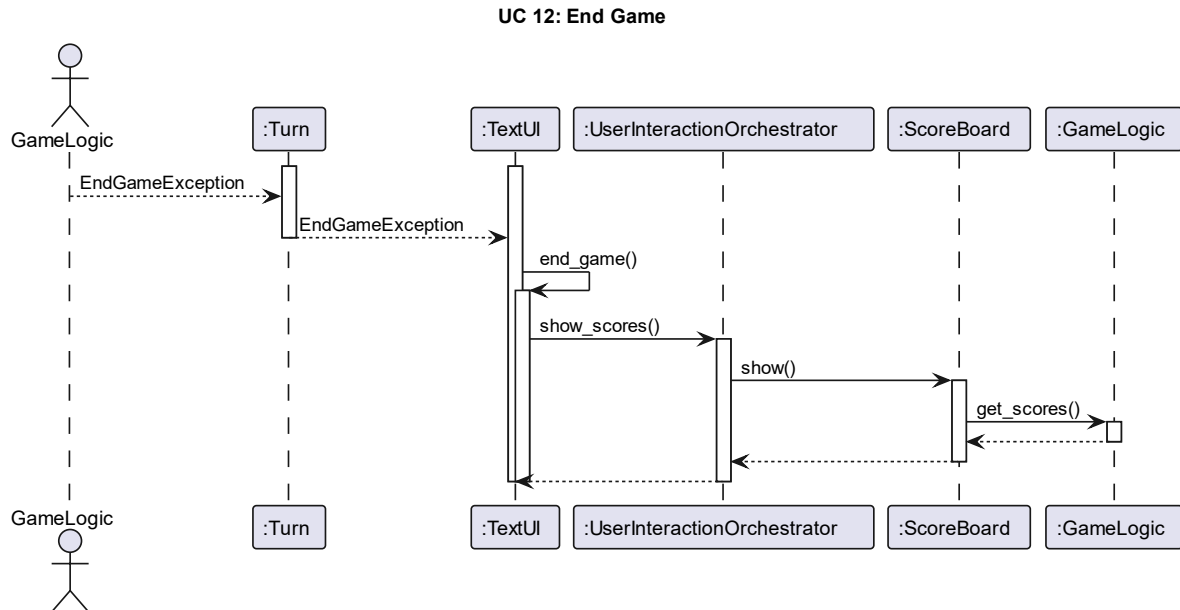 UC 12: End Game
GameLogic
:Turn
:TextUI
:UserInteractionOrchestrator
:ScoreBoard
:GameLogic
EndGameException
EndGameException
end_game()
show_scores()
show()
get_scores()
GameLogic
:Turn
:TextUI
:UserInteractionOrchestrator
:ScoreBoard
:GameLogic